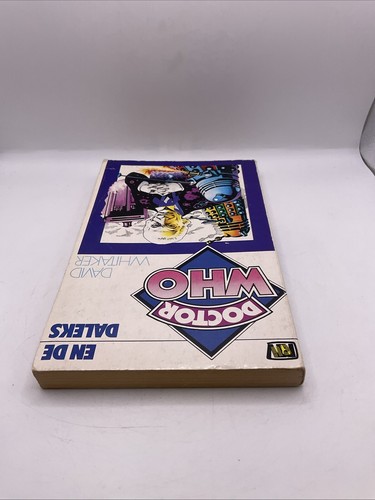 EN DE
DALEKS
DOCTOR
WHO
DAVID
WHITAKER